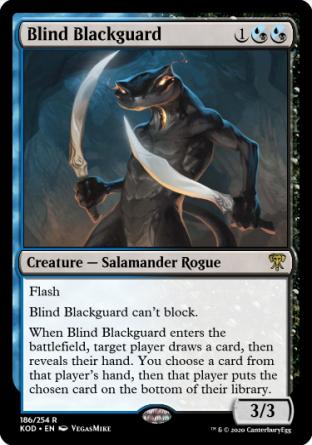 Blind Blackguard 1
Creature — Salamander Rogue
Flash
Blind Blackguard can't block.
When Blind Blackguard enters the
battlefield, target player draws a card, then
reveals their hand. You choose a card from
that player's hand, then that player puts the
chosen card on the bottom of their library.
3/3
186/254 R
KOD • EN VegasMike
™ & © 2020 CanterburyEgg